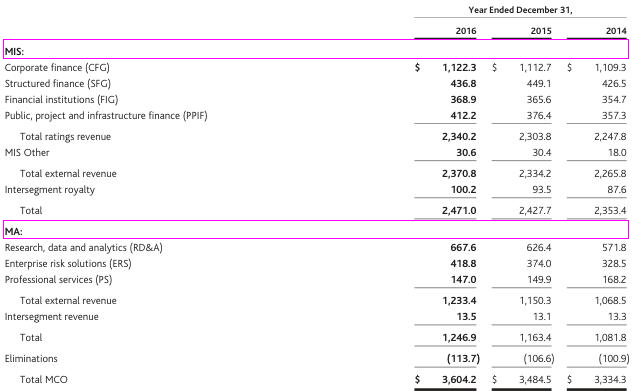 Year Ended December 31,
2016 2015 2014
MIS:
Corporate finance (CFG) $ 1,122.3 $ 1,112.7 $ 1,109.3
Structured finance (SFG) 436.8 449.1 426.5
Financial institutions (FIG) 368.9 365.6 354.7
Public, project and infrastructure finance (PPIF) 412.2 376.4 357.3
Total ratings revenue 2,340.2 2,303.8 2,247.8
MIS Other 30.6 30.4 18.0
Total external revenue 2,370.8 2,334.2 2,265.8
Intersegment royalty 100.2 93.5 87.6
Total 2,471.0 2,427.7 2,353.4
MA:
Research, data and analytics (RD&A) 667.6 626.4 571.8
Enterprise risk solutions (ERS) 418.8 374.0 328.5
Professional services (PS) 147.0 149.9 168.2
Total external revenue 1,233.4 1,150.3 1,068.5
Intersegment revenue 13.5 13.1 13.3
Total 1,246.9 1,163.4 1,081.8
Eliminations (113.7) (106.6) (100.9)
Total MCO $ 3,604.2 $ 3,484.5 $ 3,334.3